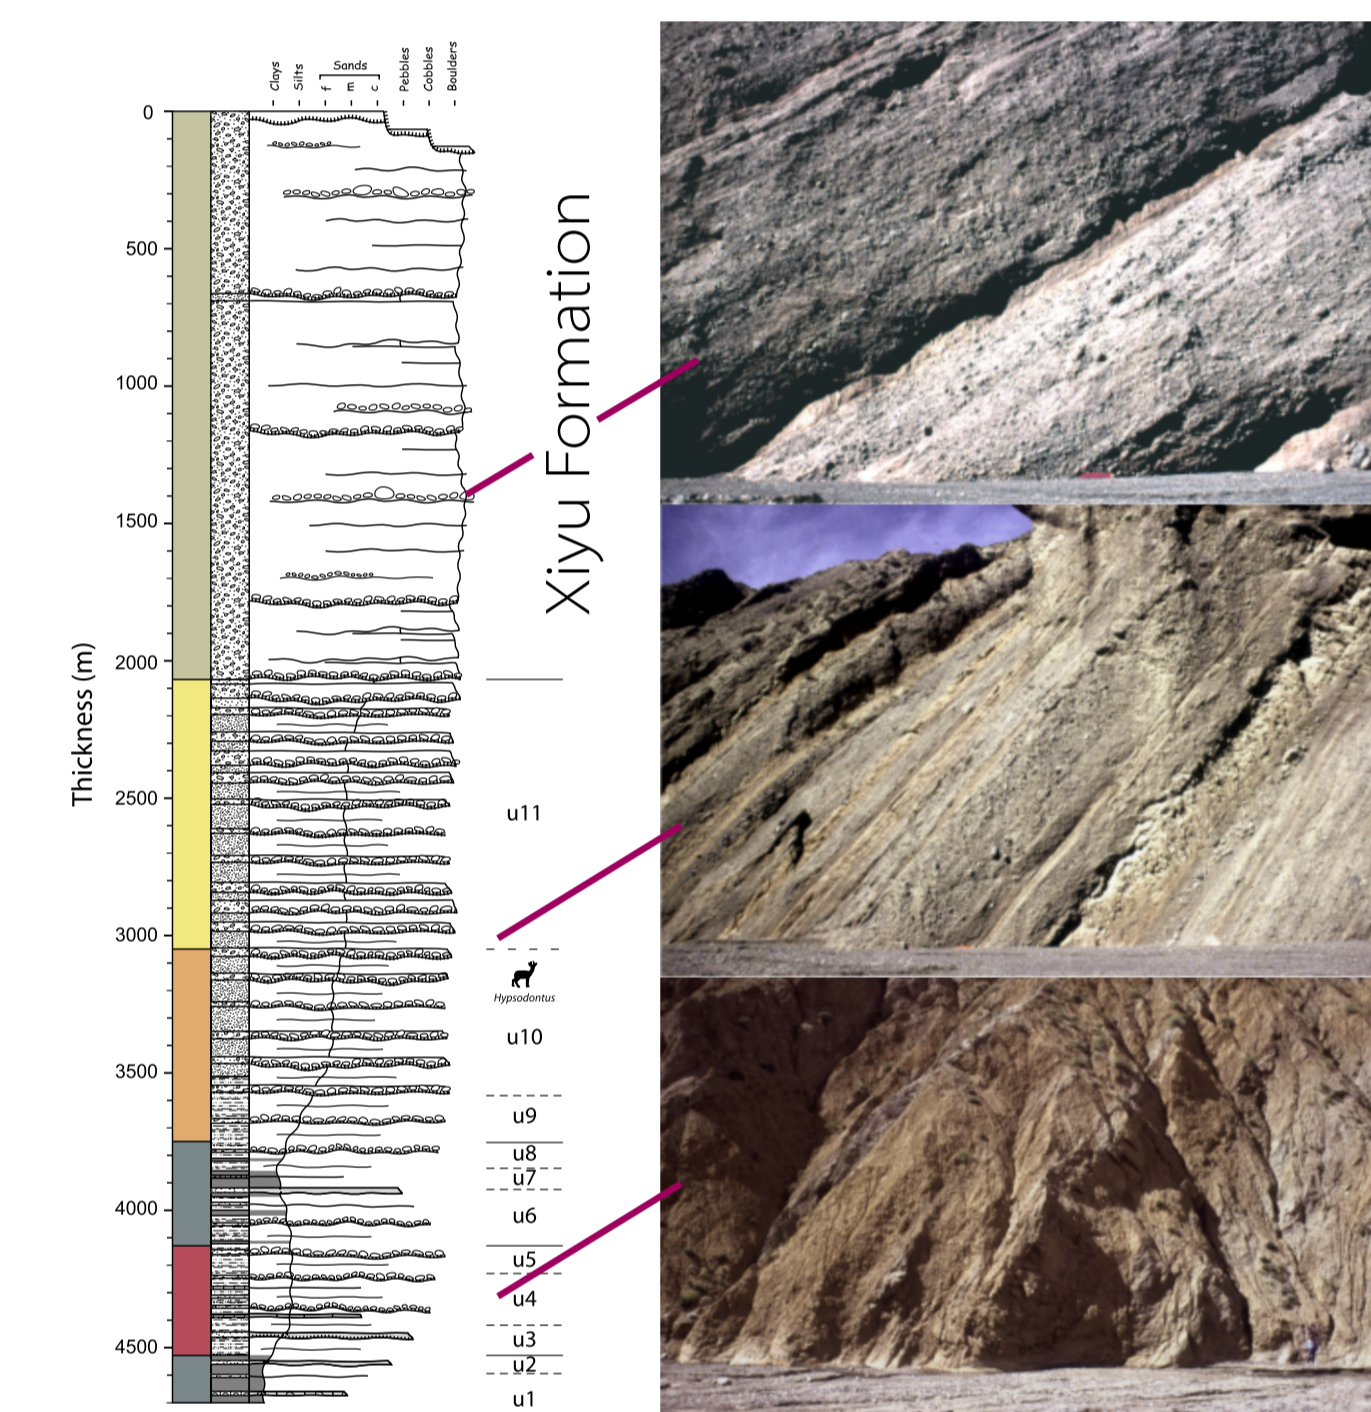 Clays
Silts
Sands
f
m
c
Pebbles
Cobbles
Boulders
0
500
1000
1500
2000
2500
3000
3500
4000
4500
Thickness (m)
Xiyu Formation
u11
Hypsodontus
u10
u9
u8
u7
u6
u5
u4
u3
u2
u1